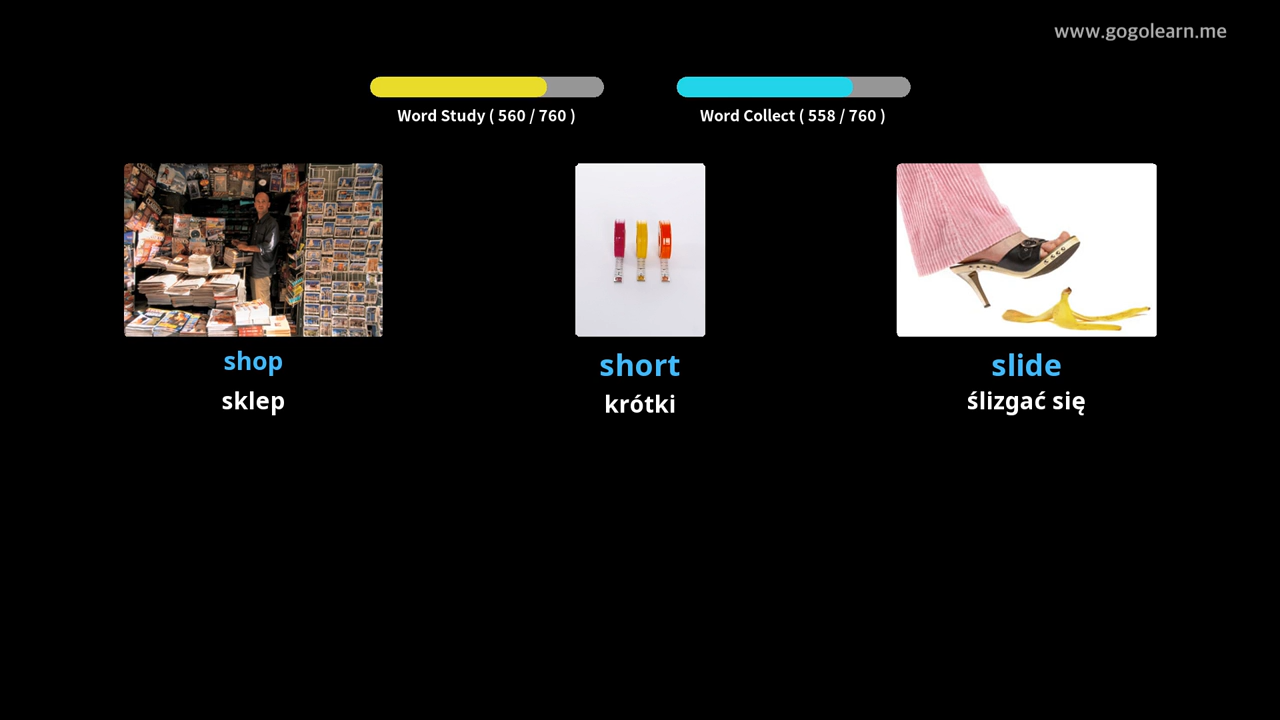 www.gogolearn.me
Word Study ( 560 / 760 )
Word Collect ( 558 / 760 )
shop
short
slide
sklep
krótki
ślizgać się